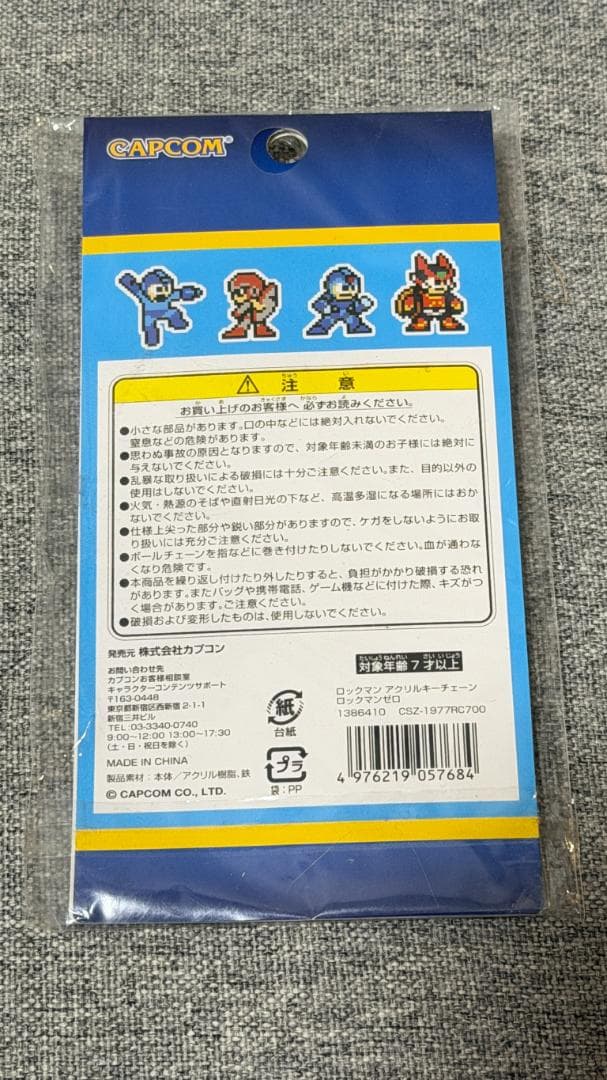 CAPCOM®
注意
お買い上げのお客様へ 必ずお読みください。
●小さな部品があります。口の中などには絶対入れないでください。
窒息などの危険があります。
●思わぬ事故の原因となりますので、対象年齢未満のお子様には絶対に
与えないでください。
●乱暴な取り扱いによる破損には十分ご注意ください。また、目的以外の
使用はしないでください。
●火気・熱源のそばや直射日光の下など、高温多湿になる場所にはおか
ないでください。
●仕様上尖った部分や鋭い部分がありますので、ケガをしないようにお取
り扱いには充分ご注意ください。
●ボールチェーンを指などに巻き付けたりしないでください。血が通わな
くなり危険です。
●本商品を繰り返し付けたり外したりすると、負担がかかり破損する恐れ
があります。またバッグや携帯電話、ゲーム機などに付けた際、キズがつ
く場合があります。ご注意ください。
●破損および変形したものは、使用しないでください。
発売元 株式会社カプコン
お問い合わせ先
カプコンお客様相談室
キャラクターコンテンツサポート
〒163-0448
東京都新宿区西新宿 2-1-1
新宿三井ビル
TEL:03-3340-0740
9:00~12:00 13:00~17:30
(土・日・祝日を除く)
MADE IN CHINA
製品素材:本体/アクリル樹脂、鉄
© CAPCOM CO., LTD.
紙
台紙
プラ
袋:PP
たいしょうねんれい さい いじょう
対象年齢7才以上
ロックマン アクリルキーチェーン
ロックマンゼロ
1386410 CSZ-1977RC700
4 976219 057684